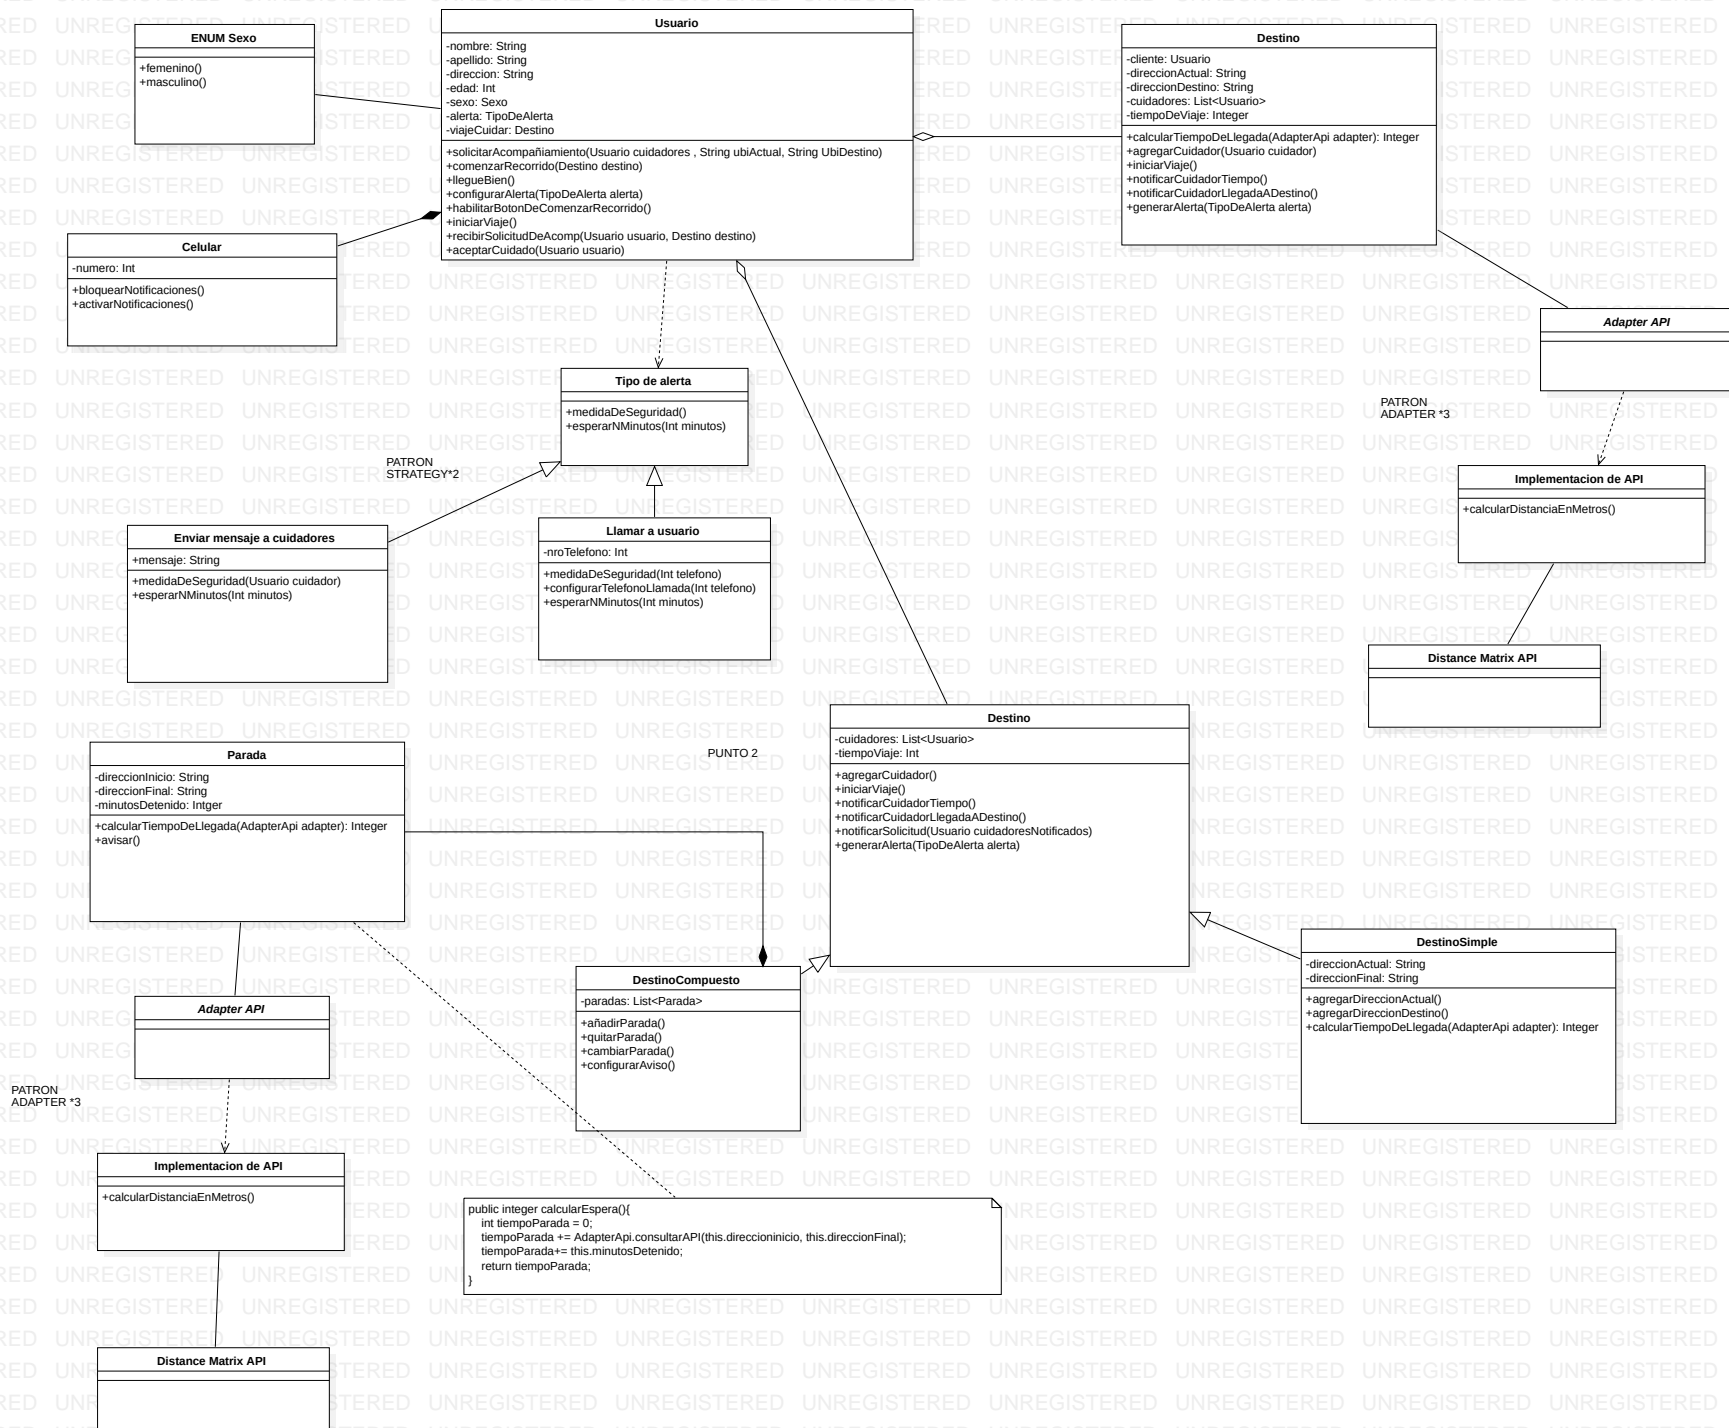 ENUM Sexo
+femenino()
+masculino()
Usuario
-nombre: String
-apellido: String
-direccion: String
-edad: Int
-sexo: Sexo
-alerta: TipoDeAlerta
-viajeCuidar: Destino
+solicitarAcompañiamiento(Usuario cuidadores , String ubiActual, String UbiDestino)
+comenzarRecorrido(Destino destino)
+llegueBien()
+configurarAlerta(TipoDeAlerta alerta)
+habilitarBotonDeComenzarRecorrido()
+iniciarViaje()
+recibirSolicitudDeAcomp(Usuario usuario, Destino destino)
+aceptarCuidado(Usuario usuario)
Destino
-cliente: Usuario
-direccionActual: String
-direccionDestino: String
-cuidadores: List<Usuario>
-tiempoDeViaje: Integer
+calcularTiempoDeLlegada(AdapterApi adapter): Integer
+agregarCuidador(Usuario cuidador)
+iniciarViaje()
+notificarCuidadorTiempo()
+notificarCuidadorLlegadaADestino()
+generarAlerta(TipoDeAlerta alerta)
Celular
-numero: Int
+bloquearNotificaciones()
+activarNotificaciones()
Adapter API
Tipo de alerta
+medidaDeSeguridad()
+esperarNMinutos(Int minutos)
PATRON
ADAPTER *3
PATRON
STRATEGY*2
Implementacion de API
+calcularDistanciaEnMetros()
Enviar mensaje a cuidadores
+mensaje: String
+medidaDeSeguridad(Usuario cuidador)
+esperarNMinutos(Int minutos)
Llamar a usuario
-nroTelefono: Int
+medidaDeSeguridad(Int telefono)
+configurarTelefonoLlamada(Int telefono)
+esperarNMinutos(Int minutos)
Distance Matrix API
Parada
-direccionInicio: String
-direccionFinal: String
-minutosDetenido: Intger
+calcularTiempoDeLlegada(AdapterApi adapter): Integer
+avisar()
PUNTO 2
Destino
-cuidadores: List<Usuario>
-tiempoViaje: Int
+agregarCuidador()
+iniciarViaje()
+notificarCuidadorTiempo()
+notificarCuidadorLlegadaADestino()
+notificarSolicitud(Usuario cuidadoresNotificados)
+generarAlerta(TipoDeAlerta alerta)
DestinoSimple
-direccionActual: String
-direccionFinal: String
+agregarDireccionActual()
+agregarDireccionDestino()
+calcularTiempoDeLlegada(AdapterApi adapter): Integer
DestinoCompuesto
-paradas: List<Parada>
+añadirParada()
+quitarParada()
+cambiarParada()
+configurarAviso()
Adapter API
PATRON
ADAPTER *3
Implementacion de API
+calcularDistanciaEnMetros()
public integer calcularEspera(){
int tiempoParada = 0;
tiempoParada += AdapterApi.consultarAPI(this.direccioninicio, this.direccionFinal);
tiempoParada+= this.minutosDetenido;
return tiempoParada;
}
Distance Matrix API